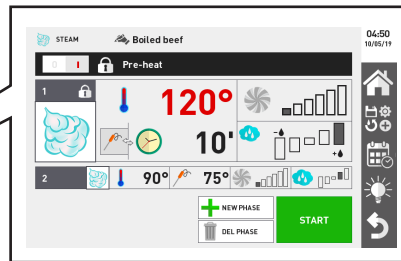 STEAM Boiled beef 04:50
10/05/19
0 I Pre-heat
1 120°
10'
2 90° 75°
NEW PHASE
DEL PHASE
START